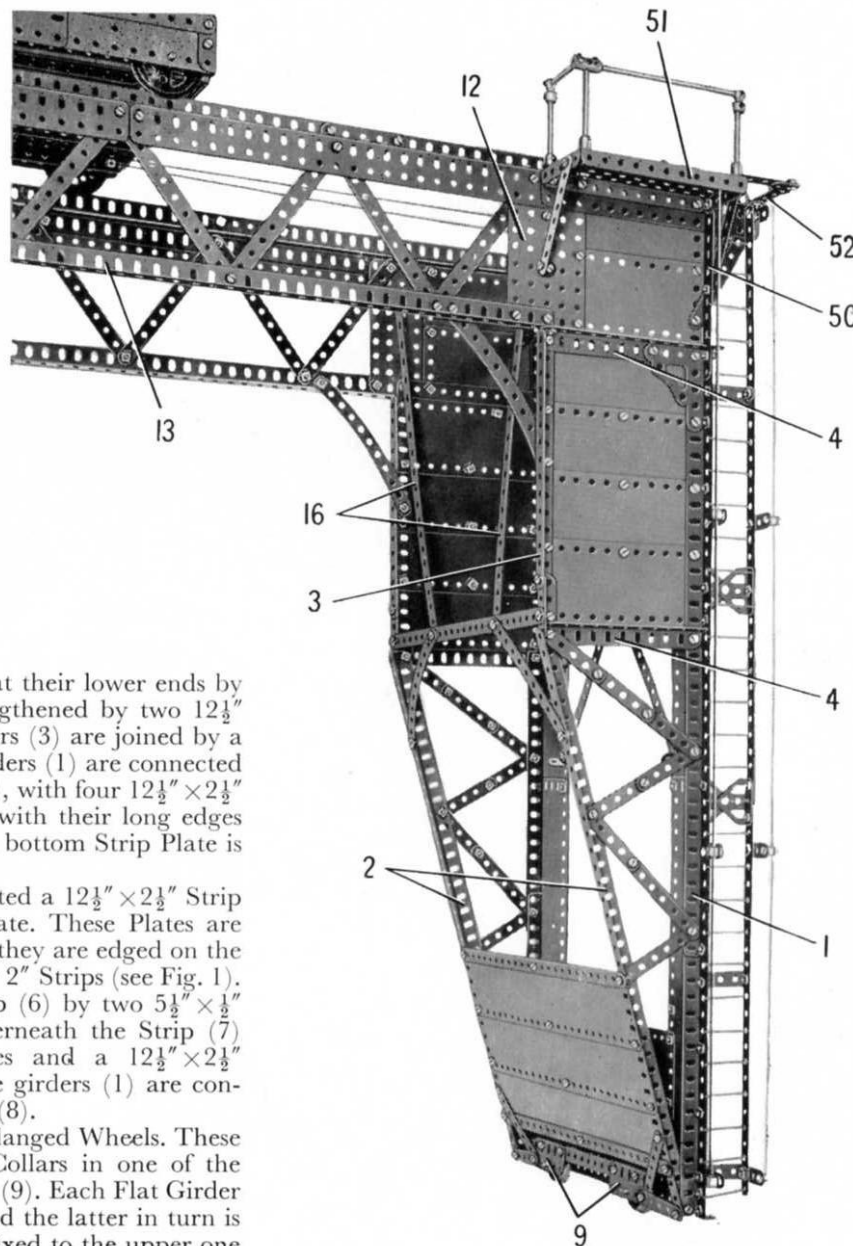 51
12
52
50
13
4
16
3
4
2
1
9
at their lower ends by
gthened by two 12½″
rs (3) are joined by a
ders (1) are connected
, with four 12½″ × 2½″
with their long edges
bottom Strip Plate is
ted a 12½″ × 2½″ Strip
ate. These Plates are
they are edged on the
2″ Strips (see Fig. 1).
p (6) by two 5½″ × ½″
erneath the Strip (7)
es and a 12½″ × 2½″
e girders (1) are con-
(8).
langed Wheels. These
Collars in one of the
(9). Each Flat Girder
d the latter in turn is
xed to the upper one